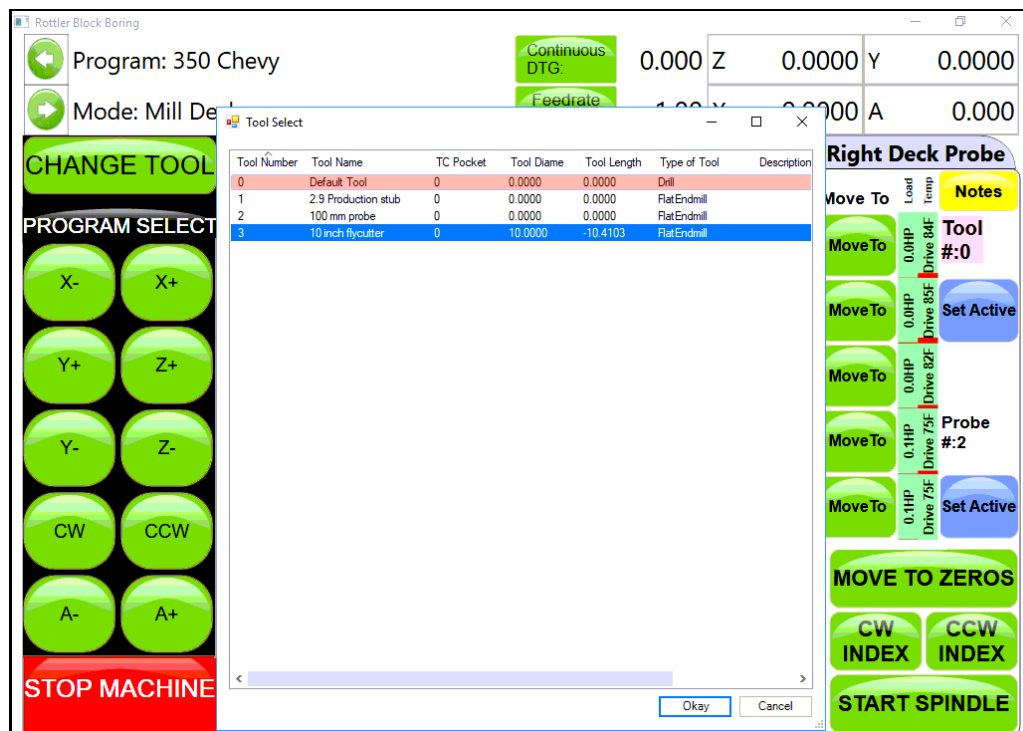 Rottler Block Boring
Program: 350 Chevy
Continuous DTG:
0.000
Z
0.0000
Y
0.0000
Mode: Mill De
Feedrate
A
0.000
Tool Select
CHANGE TOOL
PROGRAM SELECT
X-
X+
Y+
Z+
Y-
Z-
CW
CCW
A-
A+
STOP MACHINE
Tool Number Tool Name TC Pocket Tool Diame Tool Length Type of Tool Description
0 Default Tool 0 0.0000 0.0000 Drill
1 2.9 Production stub 0 0.0000 0.0000 FlatEndmill
2 100 mm probe 0 0.0000 0.0000 FlatEndmill
3 10 inch flycutter 0 10.0000 -10.4103 FlatEndmill
Okay
Cancel
Right Deck Probe
Move To
Load
Temp
Notes
MoveTo
0.0HP
Drive 84F
Tool
#:0
MoveTo
0.0HP
Drive 85F
Set Active
MoveTo
0.0HP
Drive 82F
MoveTo
0.1HP
Drive 75F
Probe
#:2
MoveTo
0.1HP
Drive 75F
Set Active
MOVE TO ZEROS
CW
INDEX
CCW
INDEX
START SPINDLE